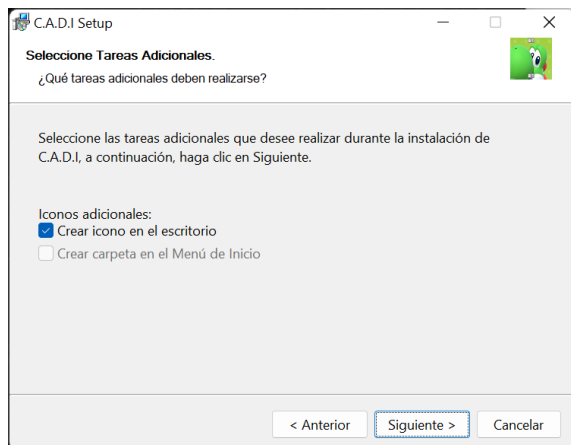 C.A.D.I Setup
Seleccione Tareas Adicionales.
¿Qué tareas adicionales deben realizarse?
Seleccione las tareas adicionales que desee realizar durante la instalación de
C.A.D.I, a continuación, haga clic en Siguiente.
Iconos adicionales:
Crear icono en el escritorio
Crear carpeta en el Menú de Inicio
< Anterior
Siguiente >
Cancelar